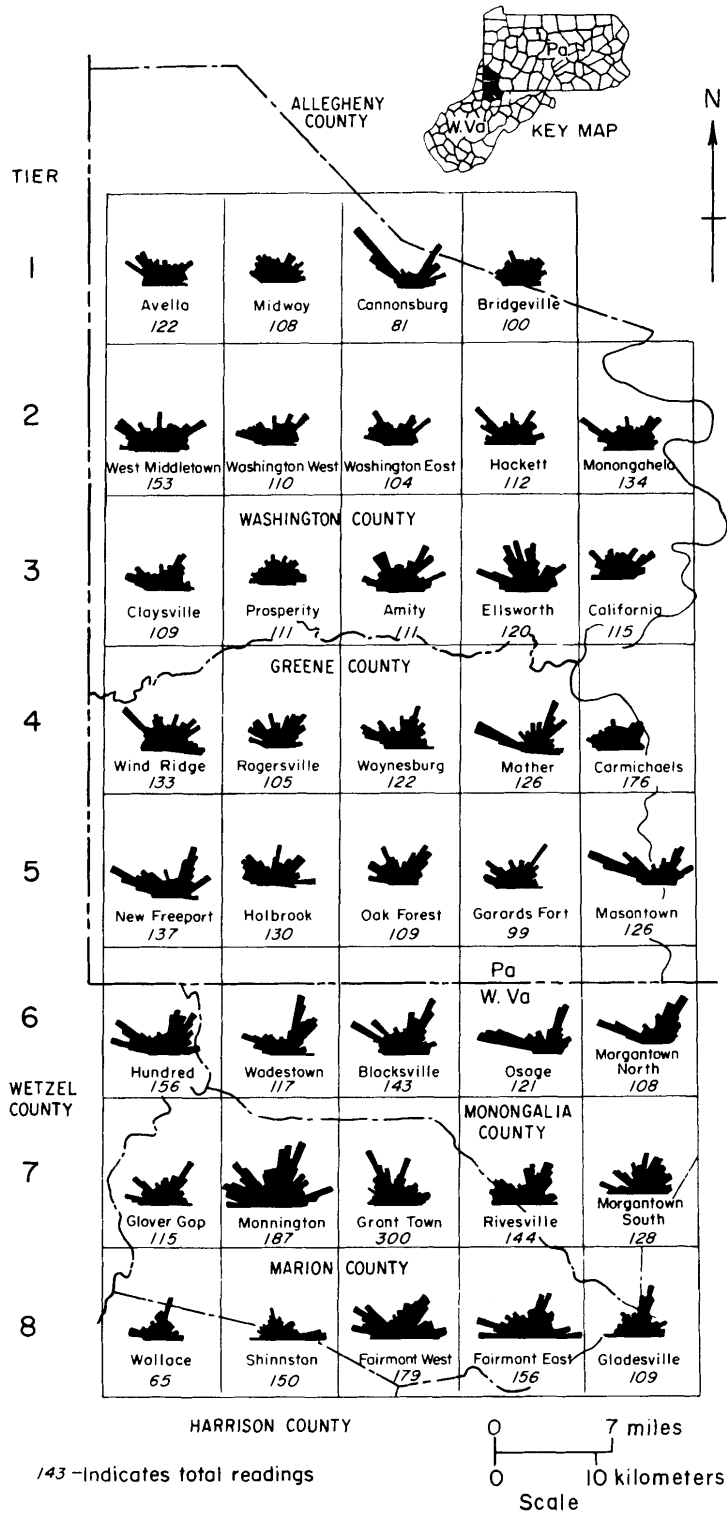 Pa.
W. Va
KEY MAP
N
ALLEGHENY
COUNTY
TIER
1
Avella
122
Midway
108
Cannonsburg
81
Bridgeville
100
2
West Middletown
153
Washington West
110
Washington East
104
Hackett
112
Monongahela
134
WASHINGTON COUNTY
3
Claysville
109
Prosperity
111
Amity
111
Ellsworth
120
California
115
GREENE COUNTY
4
Wind Ridge
133
Rogersville
105
Waynesburg
122
Mather
126
Carmichaels
176
5
New Freeport
137
Holbrook
130
Oak Forest
109
Garards Fort
99
Masantown
126
Pa
W. Va
6
Hundred
156
Wadestown
117
Blacksville
143
Osage
121
Morgantown
North
108
WETZEL
COUNTY
MONONGALIA
COUNTY
7
Glover Gap
115
Mannington
187
Grant Town
300
Rivesville
144
Morgantown
South
128
MARION COUNTY
8
Wallace
65
Shinnston
150
Fairmont West
179
Fairmont East
156
Gladesville
109
HARRISON COUNTY
0 7 miles
0 10 kilometers
Scale
143 –Indicates total readings